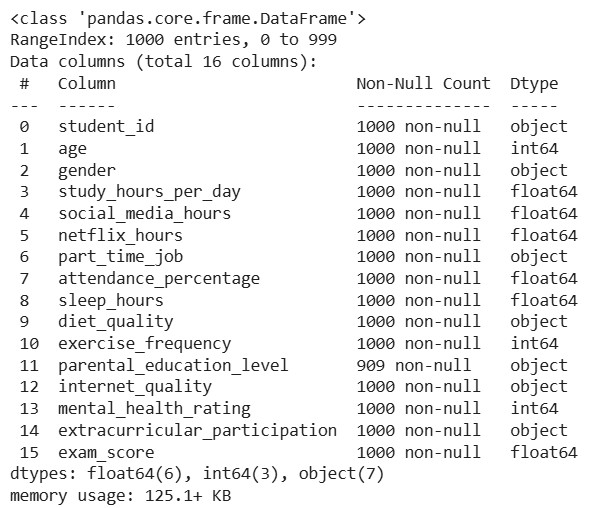 <class 'pandas.core.frame.DataFrame'>
RangeIndex: 1000 entries, 0 to 999
Data columns (total 16 columns):
 #   Column                         Non-Null Count  Dtype
---  ------                         --------------  -----
 0   student_id                     1000 non-null   object
 1   age                            1000 non-null   int64
 2   gender                         1000 non-null   object
 3   study_hours_per_day            1000 non-null   float64
 4   social_media_hours             1000 non-null   float64
 5   netflix_hours                  1000 non-null   float64
 6   part_time_job                  1000 non-null   object
 7   attendance_percentage          1000 non-null   float64
 8   sleep_hours                    1000 non-null   float64
 9   diet_quality                   1000 non-null   object
 10  exercise_frequency             1000 non-null   int64
 11  parental_education_level       909 non-null    object
 12  internet_quality               1000 non-null   object
 13  mental_health_rating           1000 non-null   int64
 14  extracurricular_participation  1000 non-null   object
 15  exam_score                     1000 non-null   float64
dtypes: float64(6), int64(3), object(7)
memory usage: 125.1+ KB